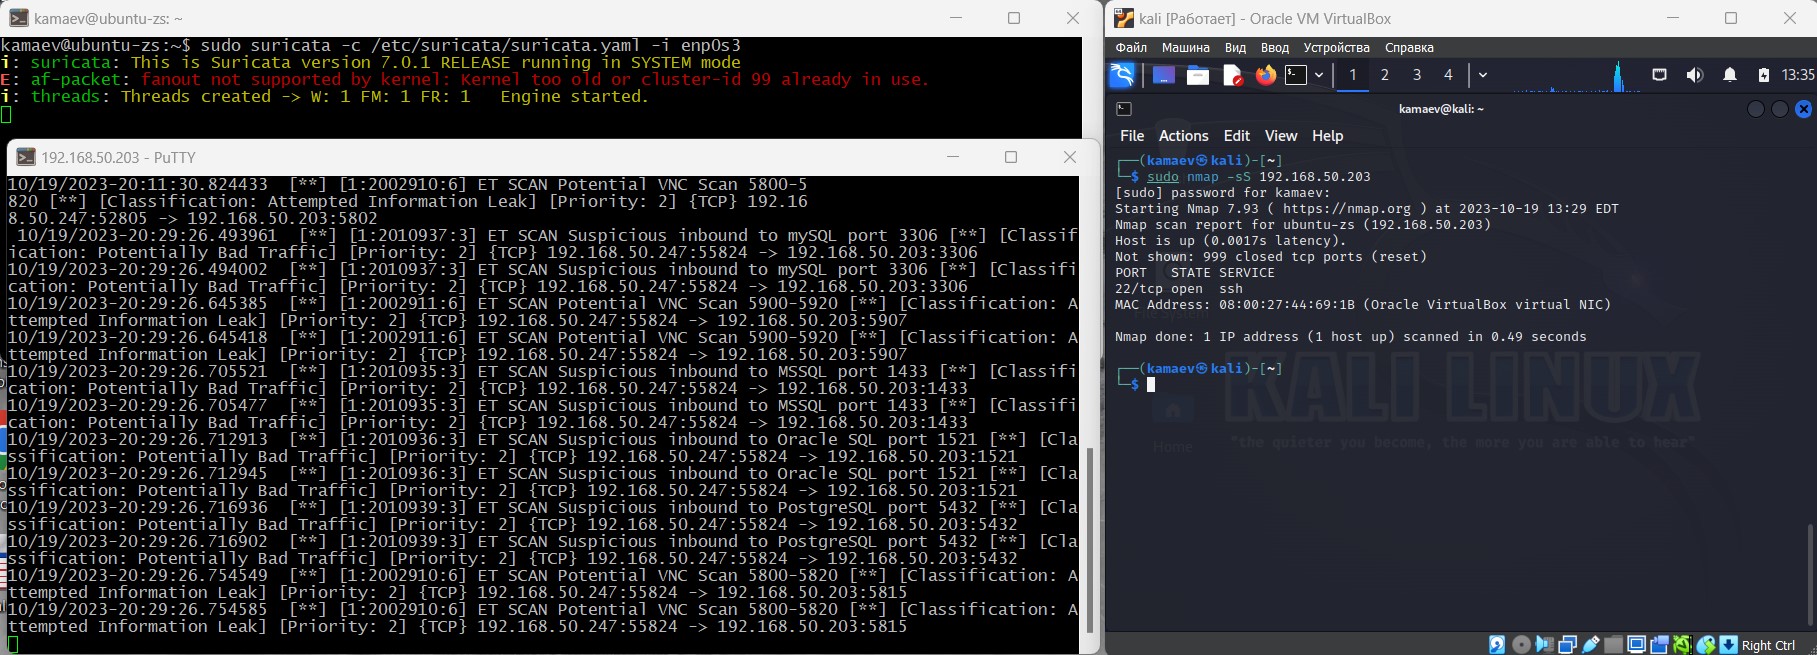 kamaev@ubuntu-zs: ~
kamaev@ubuntu-zs:~$ sudo suricata -c /etc/suricata/suricata.yaml -i enp0s3
i: suricata: This is Suricata version 7.0.1 RELEASE running in SYSTEM mode
E: af-packet: fanout not supported by kernel: Kernel too old or cluster-id 99 already in use.
i: threads: Threads created -> W: 1 FM: 1 FR: 1   Engine started.
192.168.50.203 - PuTTY
10/19/2023-20:11:30.824433  [**] [1:2002910:6] ET SCAN Potential VNC Scan 5800-5
820 [**] [Classification: Attempted Information Leak] [Priority: 2] {TCP} 192.16
8.50.247:52805 -> 192.168.50.203:5802
10/19/2023-20:29:26.493961  [**] [1:2010937:3] ET SCAN Suspicious inbound to mySQL port 3306 [**] [Classif
ication: Potentially Bad Traffic] [Priority: 2] {TCP} 192.168.50.247:55824 -> 192.168.50.203:3306
10/19/2023-20:29:26.494002  [**] [1:2010937:3] ET SCAN Suspicious inbound to mySQL port 3306 [**] [Classifi
cation: Potentially Bad Traffic] [Priority: 2] {TCP} 192.168.50.247:55824 -> 192.168.50.203:3306
10/19/2023-20:29:26.645385  [**] [1:2002911:6] ET SCAN Potential VNC Scan 5900-5920 [**] [Classification: A
ttempted Information Leak] [Priority: 2] {TCP} 192.168.50.247:55824 -> 192.168.50.203:5907
10/19/2023-20:29:26.645418  [**] [1:2002911:6] ET SCAN Potential VNC Scan 5900-5920 [**] [Classification: A
ttempted Information Leak] [Priority: 2] {TCP} 192.168.50.247:55824 -> 192.168.50.203:5907
10/19/2023-20:29:26.705521  [**] [1:2010935:3] ET SCAN Suspicious inbound to MSSQL port 1433 [**] [Classifi
cation: Potentially Bad Traffic] [Priority: 2] {TCP} 192.168.50.247:55824 -> 192.168.50.203:1433
10/19/2023-20:29:26.705477  [**] [1:2010935:3] ET SCAN Suspicious inbound to MSSQL port 1433 [**] [Classifi
cation: Potentially Bad Traffic] [Priority: 2] {TCP} 192.168.50.247:55824 -> 192.168.50.203:1433
10/19/2023-20:29:26.712913  [**] [1:2010936:3] ET SCAN Suspicious inbound to Oracle SQL port 1521 [**] [Cla
ssification: Potentially Bad Traffic] [Priority: 2] {TCP} 192.168.50.247:55824 -> 192.168.50.203:1521
10/19/2023-20:29:26.712945  [**] [1:2010936:3] ET SCAN Suspicious inbound to Oracle SQL port 1521 [**] [Cla
ssification: Potentially Bad Traffic] [Priority: 2] {TCP} 192.168.50.247:55824 -> 192.168.50.203:1521
10/19/2023-20:29:26.716936  [**] [1:2010939:3] ET SCAN Suspicious inbound to PostgreSQL port 5432 [**] [Cla
ssification: Potentially Bad Traffic] [Priority: 2] {TCP} 192.168.50.247:55824 -> 192.168.50.203:5432
10/19/2023-20:29:26.716902  [**] [1:2010939:3] ET SCAN Suspicious inbound to PostgreSQL port 5432 [**] [Cla
ssification: Potentially Bad Traffic] [Priority: 2] {TCP} 192.168.50.247:55824 -> 192.168.50.203:5432
10/19/2023-20:29:26.754549  [**] [1:2002910:6] ET SCAN Potential VNC Scan 5800-5820 [**] [Classification: A
ttempted Information Leak] [Priority: 2] {TCP} 192.168.50.247:55824 -> 192.168.50.203:5815
10/19/2023-20:29:26.754585  [**] [1:2002910:6] ET SCAN Potential VNC Scan 5800-5820 [**] [Classification: A
ttempted Information Leak] [Priority: 2] {TCP} 192.168.50.247:55824 -> 192.168.50.203:5815
kali [Работает] - Oracle VM VirtualBox
Файл Машина Вид Ввод Устройства Справка
1 2 3 4 13:35
kamaev@kali: ~
File Actions Edit View Help
(kamaev㉿kali)-[~]
$ sudo nmap -sS 192.168.50.203
[sudo] password for kamaev:
Starting Nmap 7.93 ( https://nmap.org ) at 2023-10-19 13:29 EDT
Nmap scan report for ubuntu-zs (192.168.50.203)
Host is up (0.0017s latency).
Not shown: 999 closed tcp ports (reset)
PORT   STATE SERVICE
22/tcp open  ssh
MAC Address: 08:00:27:44:69:1B (Oracle VirtualBox virtual NIC)
Nmap done: 1 IP address (1 host up) scanned in 0.49 seconds
(kamaev㉿kali)-[~]
$
KALI LINUX
"the quieter you become, the more you are able to hear"
Home
Right Ctrl